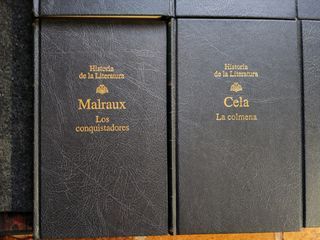 Historia
de la Literatura
Malraux
Los
conquistadores
Historia
de la Literatura
Cela
La colmena